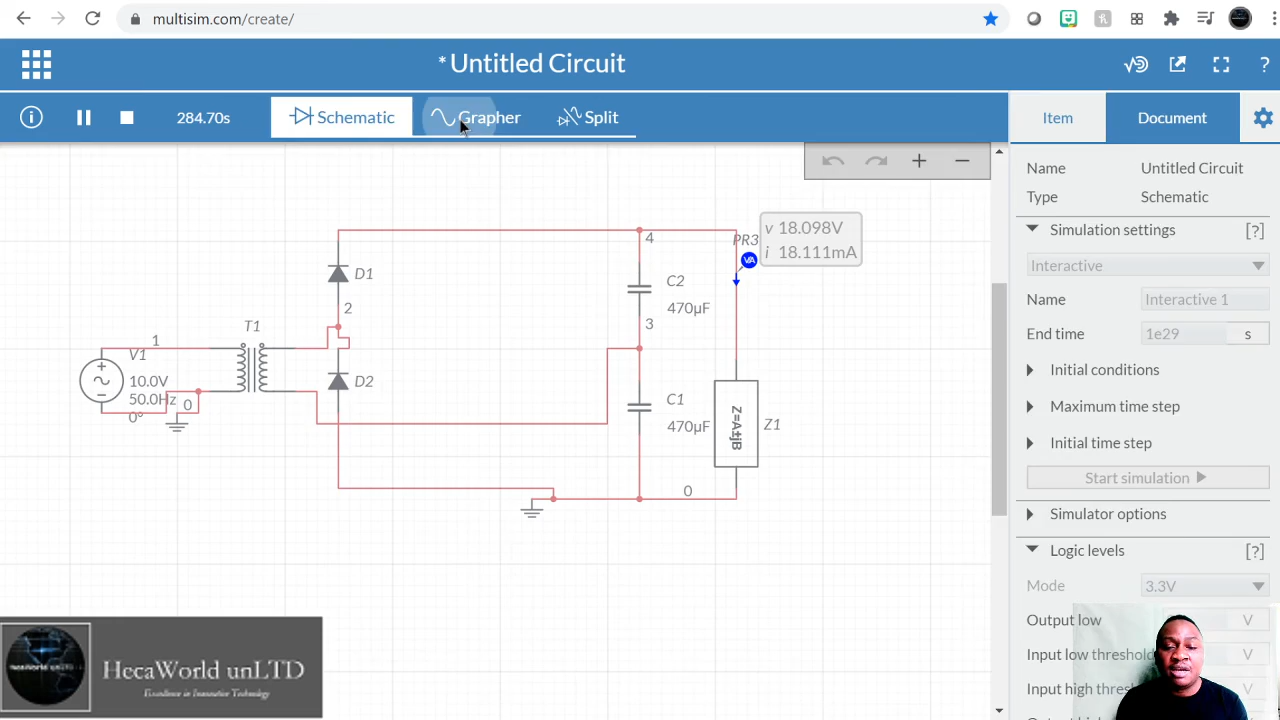 multisim.com/create/
* Untitled Circuit
?
284.70s
Schematic
Grapher
Split
Item
Document
Name Untitled Circuit
Type Schematic
Simulation settings [?]
Interactive
Name Interactive 1
End time 1e29 s
Initial conditions
Maximum time step
Initial time step
Start simulation
Simulator options
Logic levels [?]
Mode 3.3V
Output low V
Input low threshold V
Input high V
4
PR3
v 18.098V
i 18.111mA
VA
D1
C2
470µF
2
3
T1
1
V1
10.0V
50.0Hz
0°
0
D2
C1
470µF
Z=A±jB
Z1
0
HecaWorld unLTD
Excellence in Innovative Technology